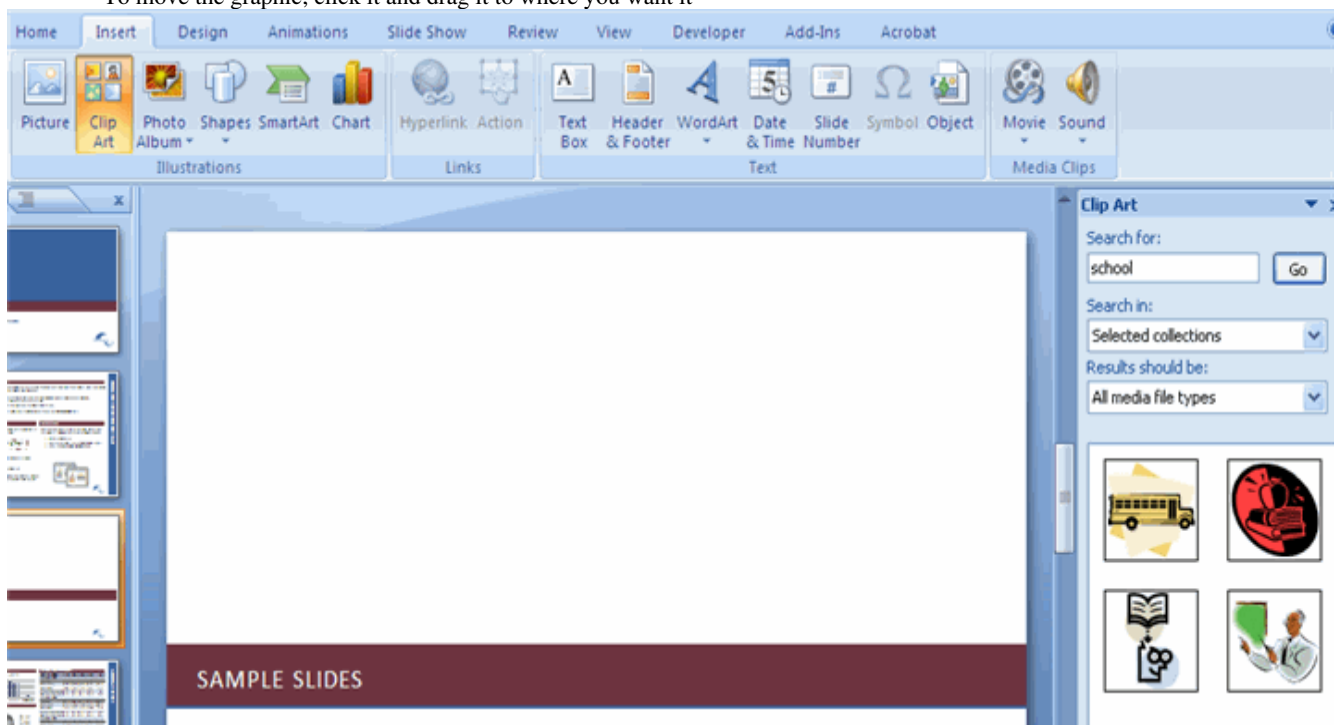 To move the graphic, click it and drag it to where you want it
Home Insert Design Animations Slide Show Review View Developer Add-Ins Acrobat
Picture Clip Art Photo Album Shapes SmartArt Chart Hyperlink Action Text Box Header & Footer WordArt Date & Time Slide Number Symbol Object Movie Sound
Illustrations Links Text Media Clips
Clip Art
Search for:
school Go
Search in:
Selected collections
Results should be:
All media file types
SAMPLE SLIDES